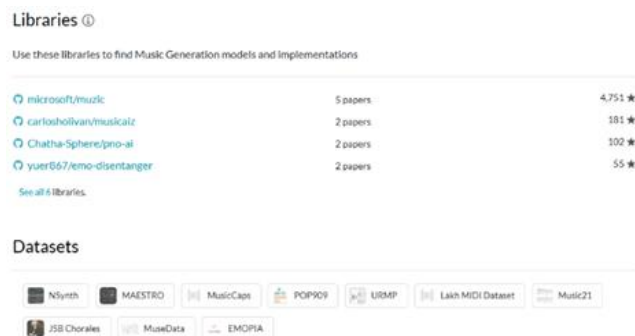 Libraries
Use these libraries to find Music Generation models and implementations
microsoft/muzic 5 papers 4,751 ★
carlosholivan/musicaiz 2 papers 181 ★
Chatha-Sphere/pno-ai 2 papers 102 ★
yuer867/emo-disentanger 2 papers 55 ★
See all 6 libraries.
Datasets
NSynth MAESTRO MusicCaps POP909 URMP Lakh MIDI Dataset Music21
JSB Chorales MuseData EMOPIA